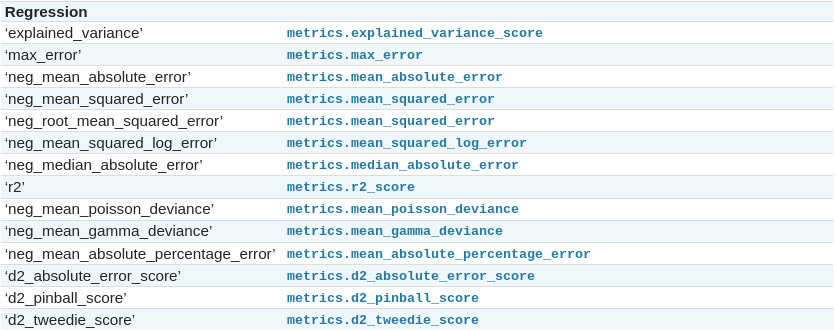 Regression
‘explained_variance’ metrics.explained_variance_score
‘max_error’ metrics.max_error
‘neg_mean_absolute_error’ metrics.mean_absolute_error
‘neg_mean_squared_error’ metrics.mean_squared_error
‘neg_root_mean_squared_error’ metrics.mean_squared_error
‘neg_mean_squared_log_error’ metrics.mean_squared_log_error
‘neg_median_absolute_error’ metrics.median_absolute_error
‘r2’ metrics.r2_score
‘neg_mean_poisson_deviance’ metrics.mean_poisson_deviance
‘neg_mean_gamma_deviance’ metrics.mean_gamma_deviance
‘neg_mean_absolute_percentage_error’ metrics.mean_absolute_percentage_error
‘d2_absolute_error_score’ metrics.d2_absolute_error_score
‘d2_pinball_score’ metrics.d2_pinball_score
‘d2_tweedie_score’ metrics.d2_tweedie_score